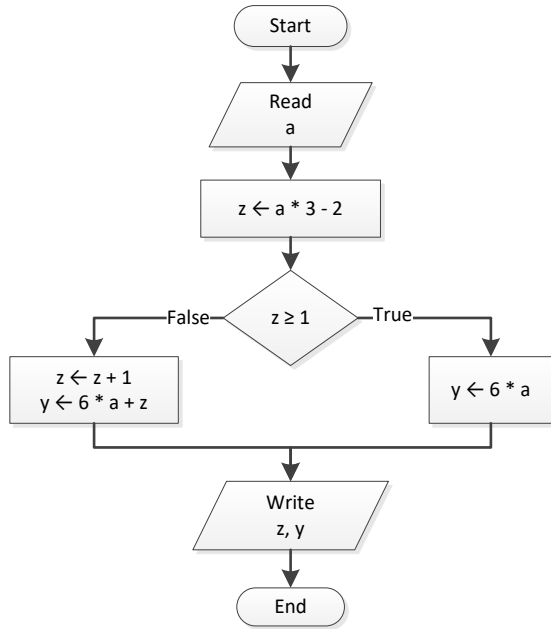 Start
Read
a
z ← a * 3 - 2
z ≥ 1
False
True
z ← z + 1
y ← 6 * a + z
y ← 6 * a
Write
z, y
End